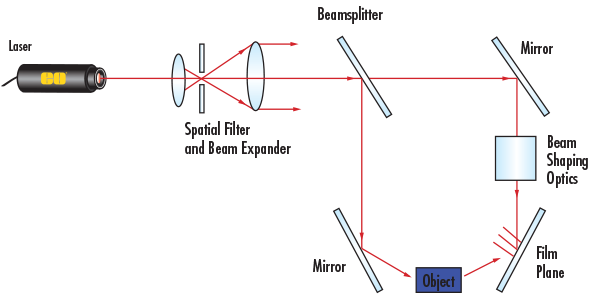 Beamsplitter
Laser
Mirror
Spatial Filter
and Beam Expander
Beam
Shaping
Optics
Mirror
Object
Film
Plane